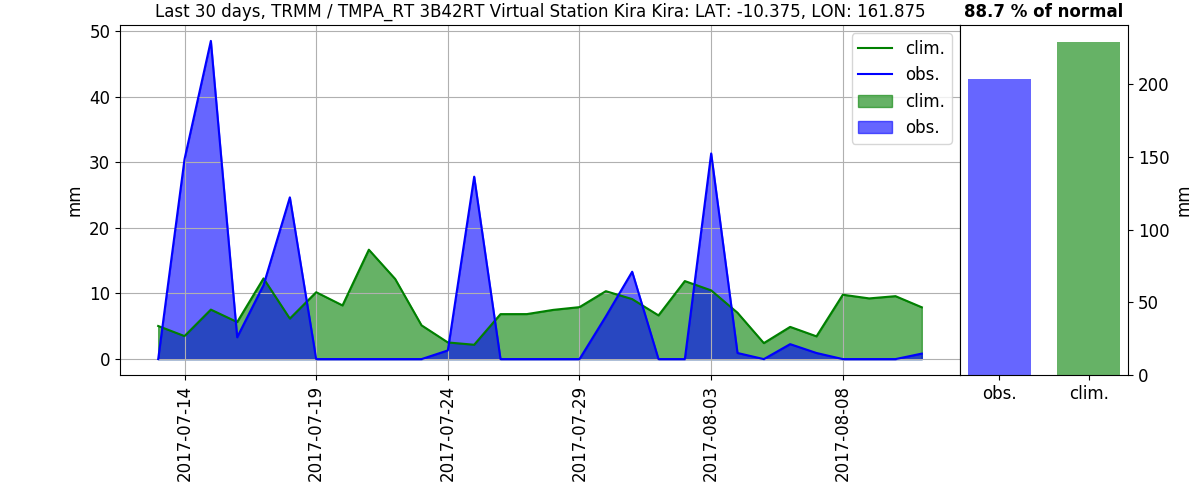 Last 30 days, TRMM / TMPA_RT 3B42RT Virtual Station Kira Kira: LAT: -10.375, LON: 161.875
88.7 % of normal
50
40
30
20
10
0
mm
clim.
obs.
clim.
obs.
2017-07-14
2017-07-19
2017-07-24
2017-07-29
2017-08-03
2017-08-08
200
150
100
50
0
mm
obs.
clim.